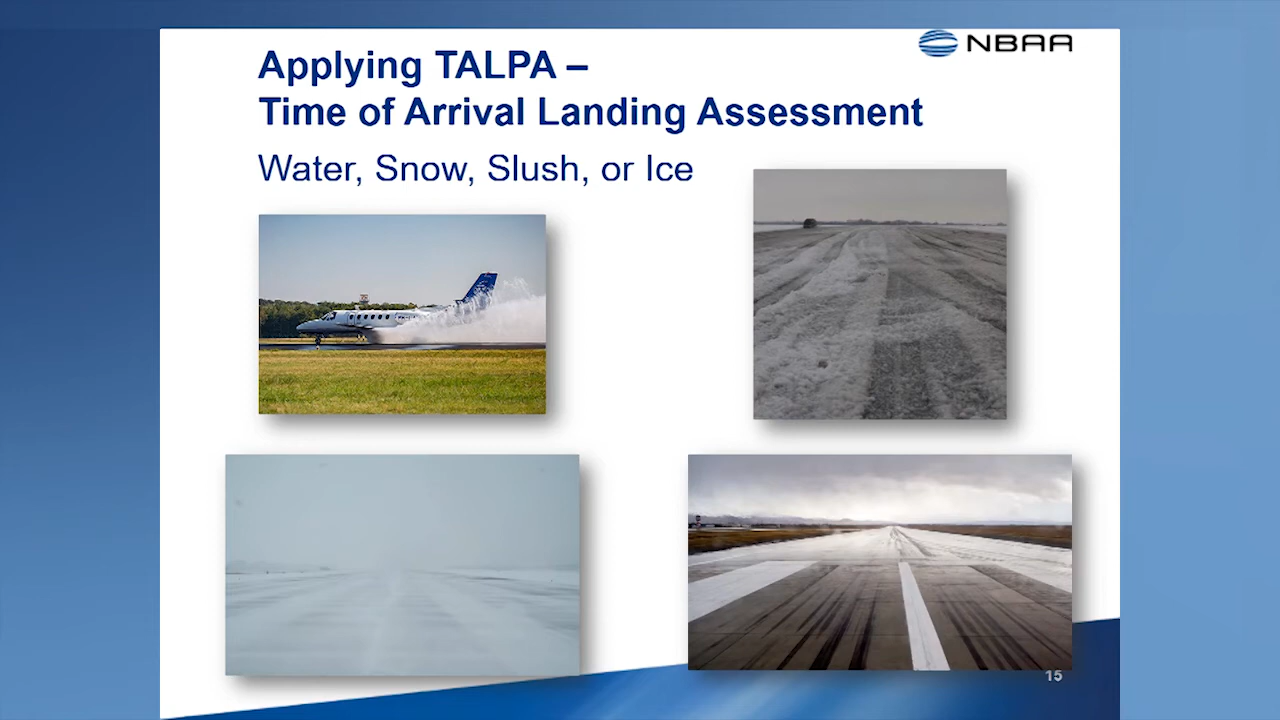 NBAA
Applying TALPA –
Time of Arrival Landing Assessment
Water, Snow, Slush, or Ice
15